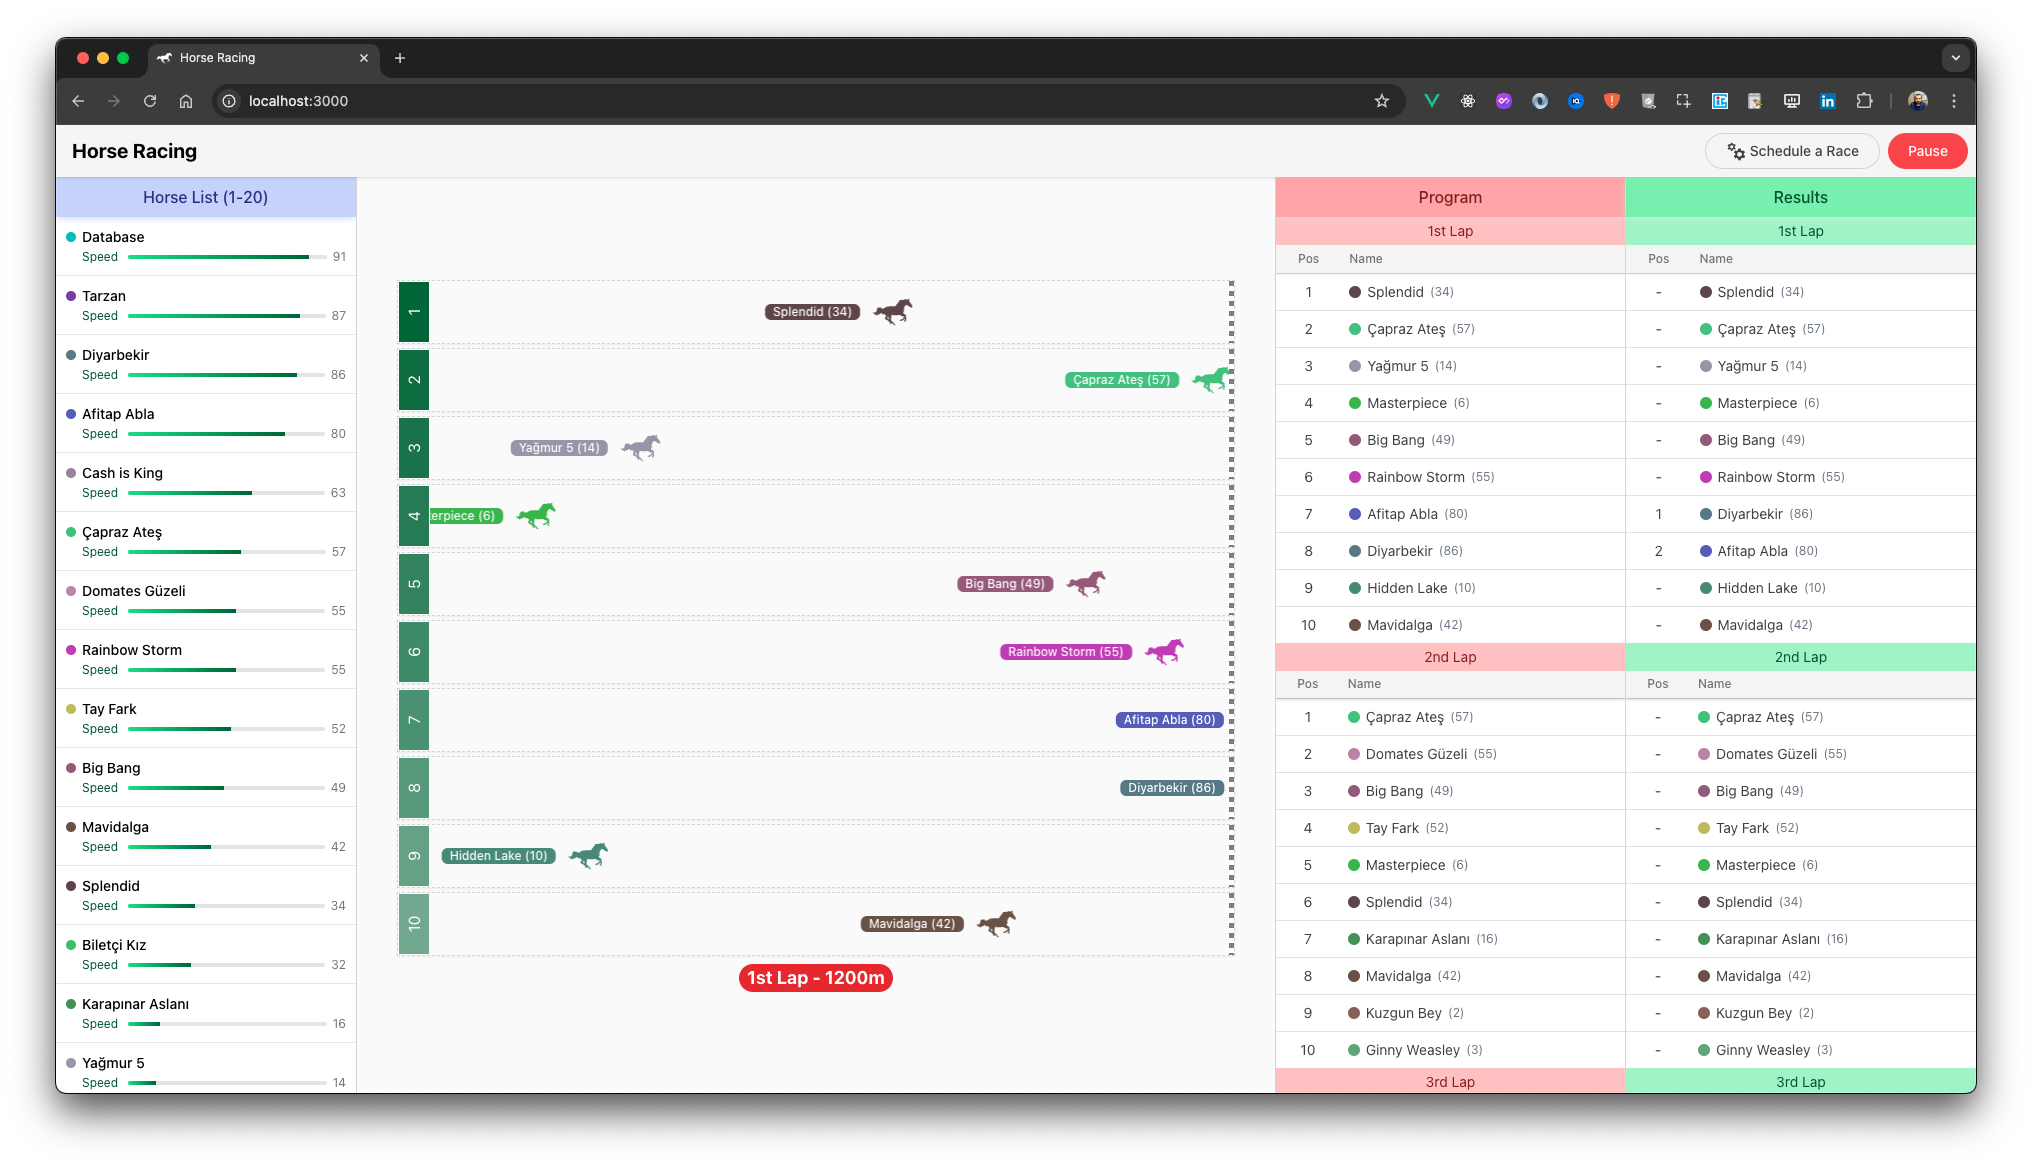 Horse Racing
localhost:3000
Horse Racing
Schedule a Race
Pause
Horse List (1-20)
Database
Speed 91
Tarzan
Speed 87
Diyarbekir
Speed 86
Afitap Abla
Speed 80
Cash is King
Speed 63
Çapraz Ateş
Speed 57
Domates Güzeli
Speed 55
Rainbow Storm
Speed 55
Tay Fark
Speed 52
Big Bang
Speed 49
Mavidalga
Speed 42
Splendid
Speed 34
Biletçi Kız
Speed 32
Karapınar Aslanı
Speed 16
Yağmur 5
Speed 14
1 Splendid (34)
2 Çapraz Ateş (57)
3 Yağmur 5 (14)
4 terpiece (6)
5 Big Bang (49)
6 Rainbow Storm (55)
7 Afitap Abla (80)
8 Diyarbekir (86)
9 Hidden Lake (10)
10 Mavidalga (42)
1st Lap - 1200m
Program
1st Lap
Pos Name
1 Splendid (34)
2 Çapraz Ateş (57)
3 Yağmur 5 (14)
4 Masterpiece (6)
5 Big Bang (49)
6 Rainbow Storm (55)
7 Afitap Abla (80)
8 Diyarbekir (86)
9 Hidden Lake (10)
10 Mavidalga (42)
2nd Lap
Pos Name
1 Çapraz Ateş (57)
2 Domates Güzeli (55)
3 Big Bang (49)
4 Tay Fark (52)
5 Masterpiece (6)
6 Splendid (34)
7 Karapınar Aslanı (16)
8 Mavidalga (42)
9 Kuzgun Bey (2)
10 Ginny Weasley (3)
3rd Lap
Results
1st Lap
Pos Name
- Splendid (34)
- Çapraz Ateş (57)
- Yağmur 5 (14)
- Masterpiece (6)
- Big Bang (49)
- Rainbow Storm (55)
1 Diyarbekir (86)
2 Afitap Abla (80)
- Hidden Lake (10)
- Mavidalga (42)
2nd Lap
Pos Name
- Çapraz Ateş (57)
- Domates Güzeli (55)
- Big Bang (49)
- Tay Fark (52)
- Masterpiece (6)
- Splendid (34)
- Karapınar Aslanı (16)
- Mavidalga (42)
- Kuzgun Bey (2)
- Ginny Weasley (3)
3rd Lap